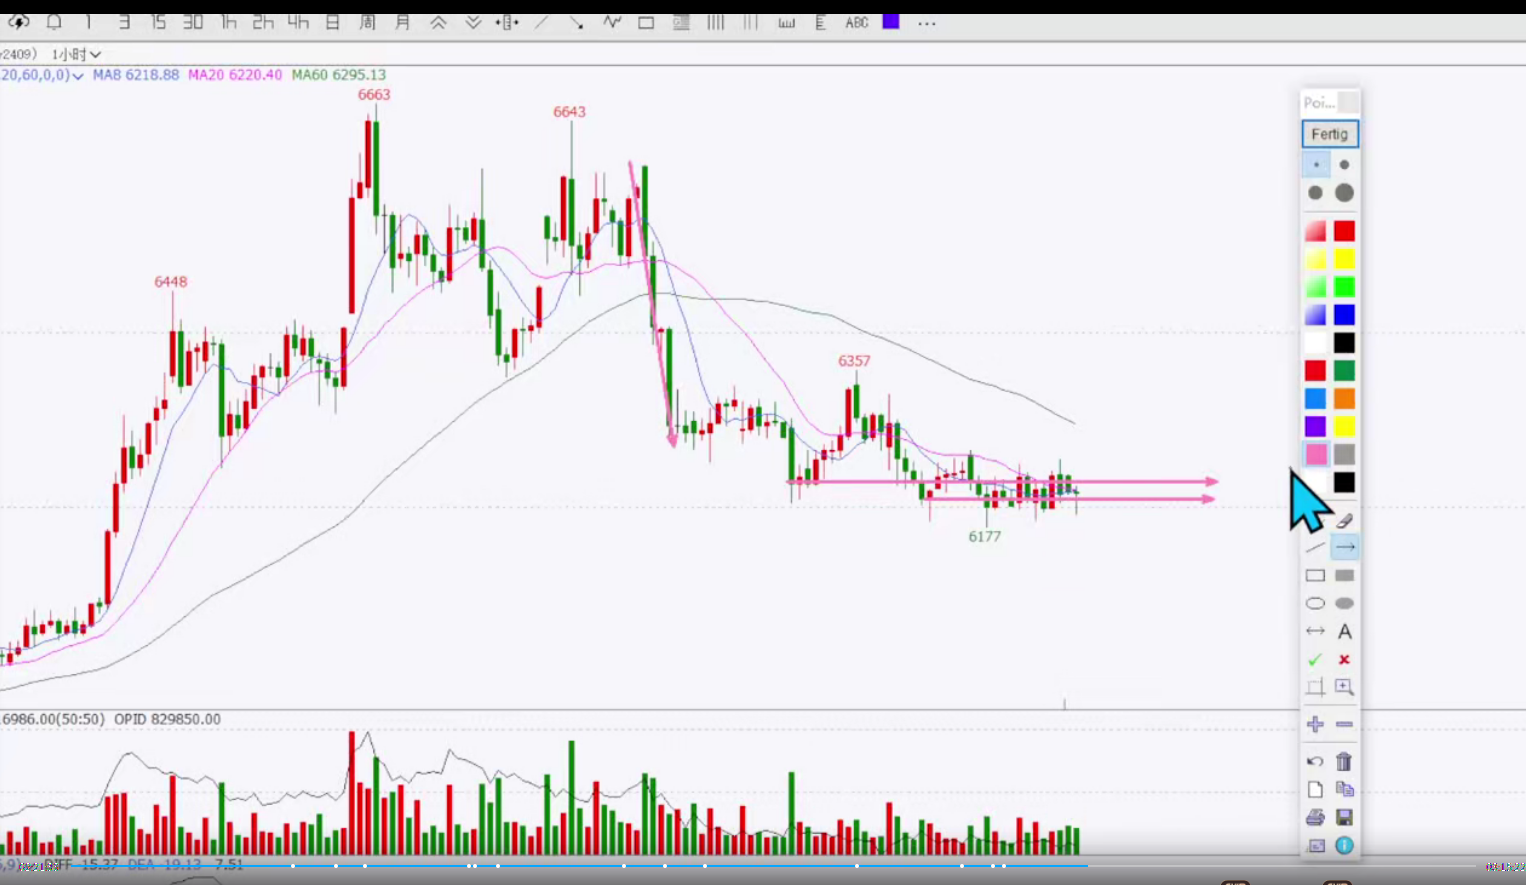 1 3 15 30 1h 2h 4h 日 周 月 ABC ...
2409) 1小时
20,60,0,0) MA8 6218.88 MA20 6220.40 MA60 6295.13
6663
6643
6448
6357
6177
Poi...
Fertig
A
6986.00(50:50) OPID 829850.00
,9) DIFF -15.37 DEA -19.13 7.51